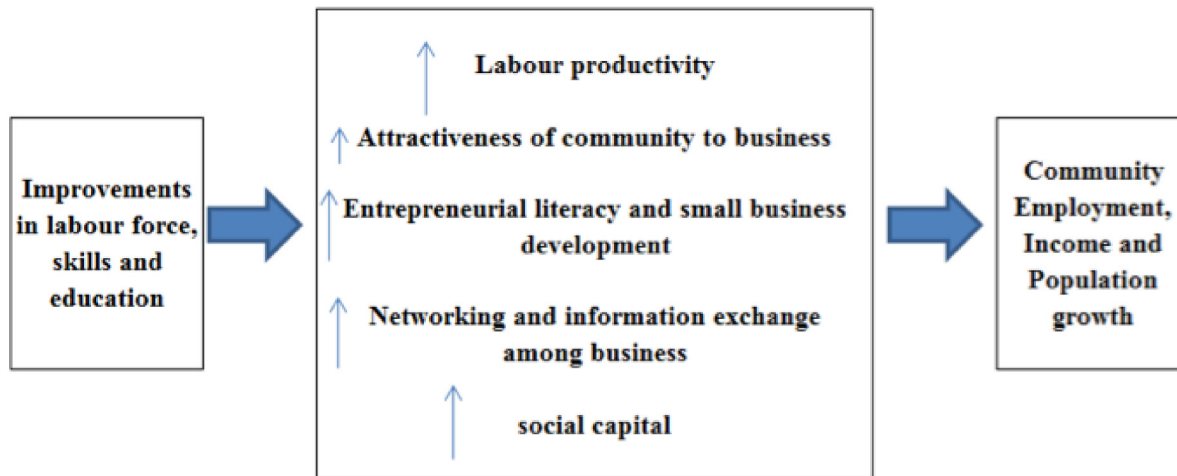 Improvements
in labour force,
skills and
education
Labour productivity
Attractiveness of community to business
Entrepreneurial literacy and small business
development
Networking and information exchange
among business
social capital
Community
Employment,
Income and
Population
growth